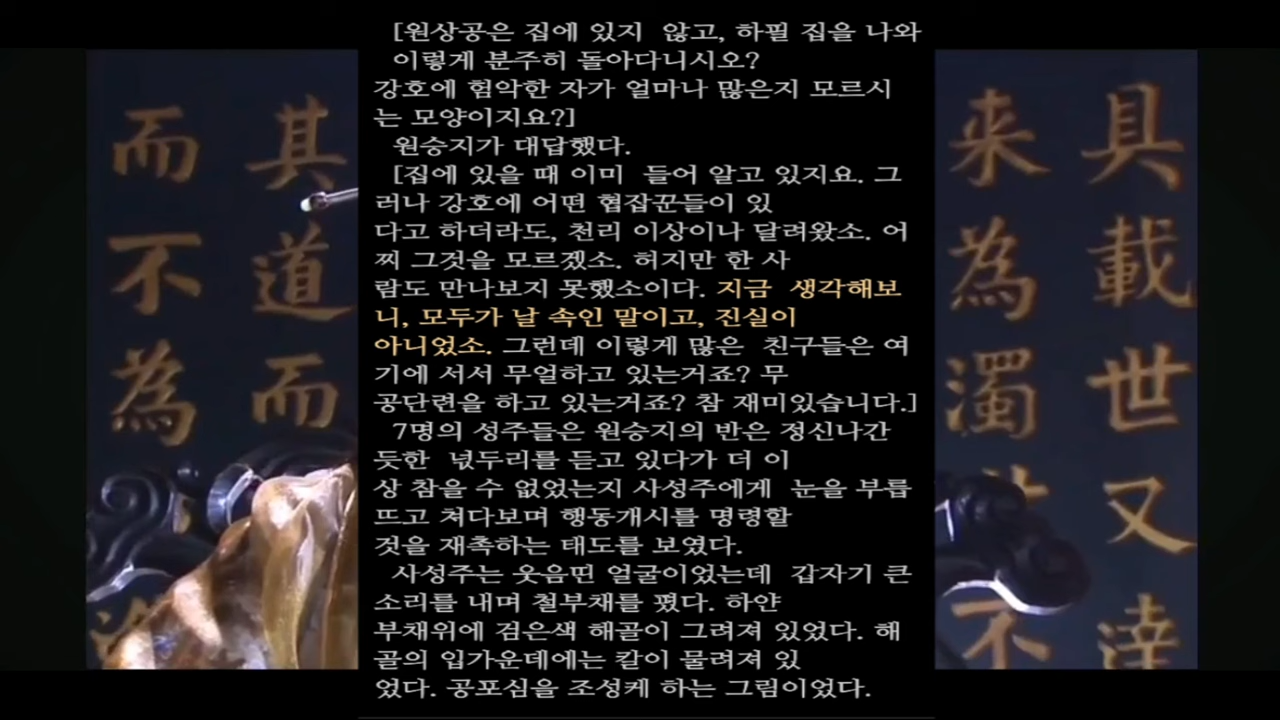 [원상공은 집에 있지 않고, 하필 집을 나와
이렇게 분주히 돌아다니시오?
강호에 험악한 자가 얼마나 많은지 모르시
는 모양이지요?]
원승지가 대답했다.
[집에 있을 때 이미 들어 알고 있지요. 그
러나 강호에 어떤 협잡꾼들이 있
다고 하더라도, 천리 이상이나 달려왔소. 어
찌 그것을 모르겠소. 허지만 한 사
람도 만나보지 못했소이다. 지금 생각해보
니, 모두가 날 속인 말이고, 진실이
아니었소. 그런데 이렇게 많은 친구들은 여
기에 서서 무얼하고 있는거죠? 무
공단련을 하고 있는거죠? 참 재미있습니다.]
7명의 성주들은 원승지의 반은 정신나간
듯한 넋두리를 듣고 있다가 더 이
상 참을 수 없었는지 사성주에게 눈을 부릅
뜨고 쳐다보며 행동개시를 명령할
것을 재촉하는 태도를 보였다.
사성주는 웃음띤 얼굴이었는데 갑자기 큰
소리를 내며 철부채를 폈다. 하얀
부채위에 검은색 해골이 그려져 있었다. 해
골의 입가운데에는 칼이 물려져 있
었다. 공포심을 조성케 하는 그림이었다.
具載世又達
来為濁不
其道而
而不為